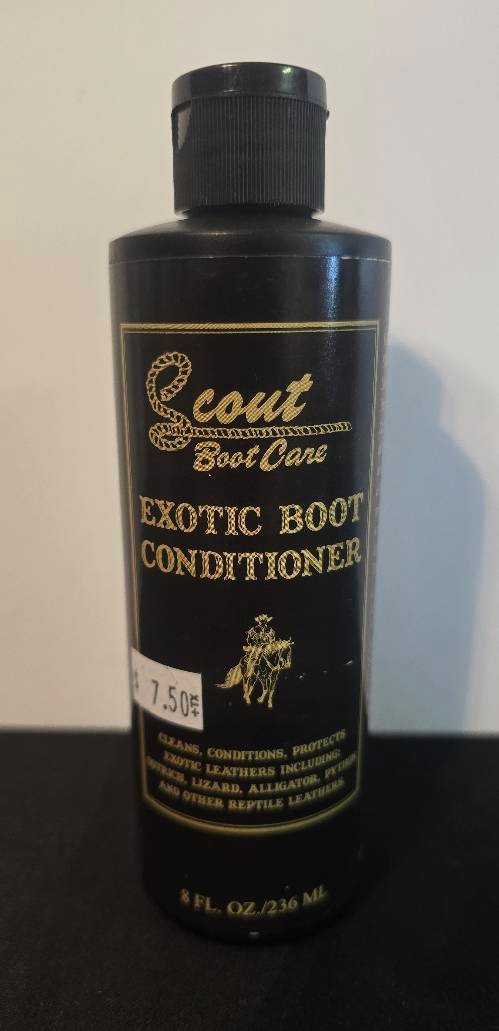 Scout
Boot Care
EXOTIC BOOT
CONDITIONER
$ 7.50 +TX
CLEANS, CONDITIONS, PROTECTS
EXOTIC LEATHERS INCLUDING:
OSTRICH, LIZARD, ALLIGATOR, PYTHON
AND OTHER REPTILE LEATHERS.
8 FL. OZ./236 ML